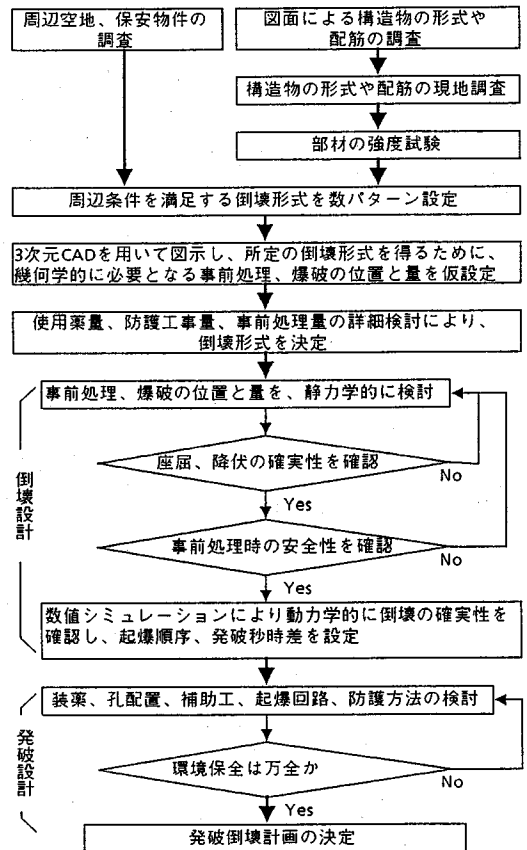 周辺空地、保安物件の
調査
図面による構造物の形式や
配筋の調査
構造物の形式や配筋の現地調査
部材の強度試験
周辺条件を満足する倒壊形式を数パターン設定
3次元CADを用いて図示し、所定の倒壊形式を得るために、
幾何学的に必要となる事前処理、爆破の位置と量を仮設定
使用薬量、防護工事量、事前処理量の詳細検討により、
倒壊形式を決定
倒壊設計
事前処理、爆破の位置と量を、静力学的に検討
座屈、降伏の確実性を確認
No
Yes
事前処理時の安全性を確認
No
Yes
数値シミュレーションにより動力学的に倒壊の確実性を
確認し、起爆順序、発破秒時差を設定
発破設計
装薬、孔配置、補助工、起爆回路、防護方法の検討
環境保全は万全か
No
Yes
発破倒壊計画の決定